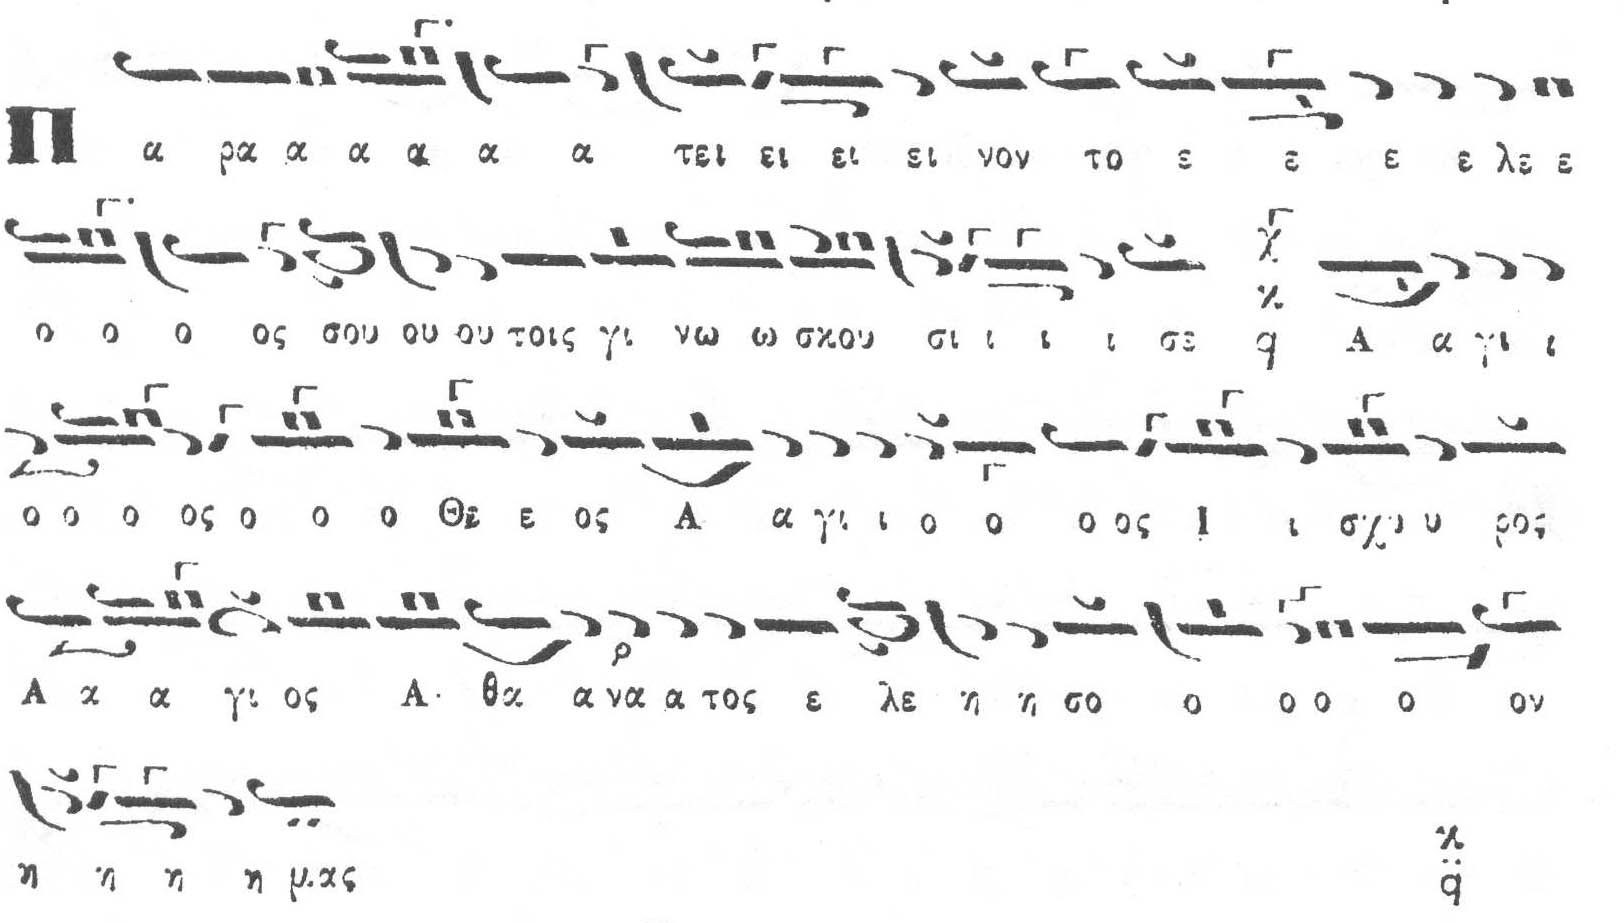 Π α ρα α α α α α τει ει ει ει νον το ε ε ε ε λε ε
ο ο ο ος σου ου ου τοις γι νω ω σκου σι ι ι ι σε q Α α γι ι
ο ο ο ος ο ο ο Θε ε ος Α α γι ι ο ο ο ος Ι ι σχυ υ ρος
Α α α γι ος Α θα α να α τος ε λε η η σο ο ο ο ο ον
η η η η μας q